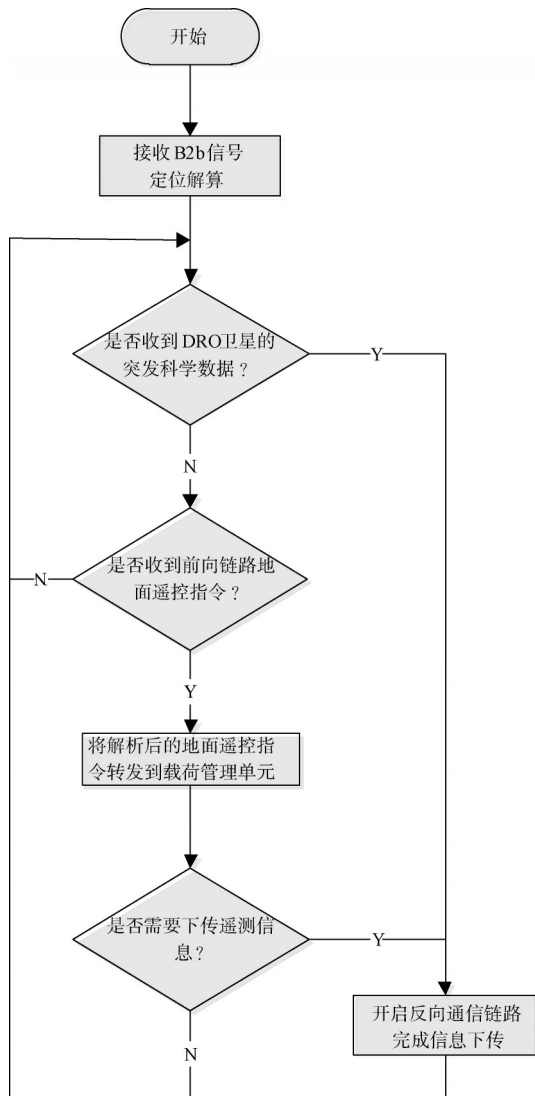 开始
接收B2b信号
定位解算
是否收到DRO卫星的
突发科学数据？
Y
N
是否收到前向链路地
面遥控指令？
N
Y
将解析后的地面遥控指
令转发到载荷管理单元
是否需要下传遥测信
息？
Y
开启反向通信链路
完成信息下传
N